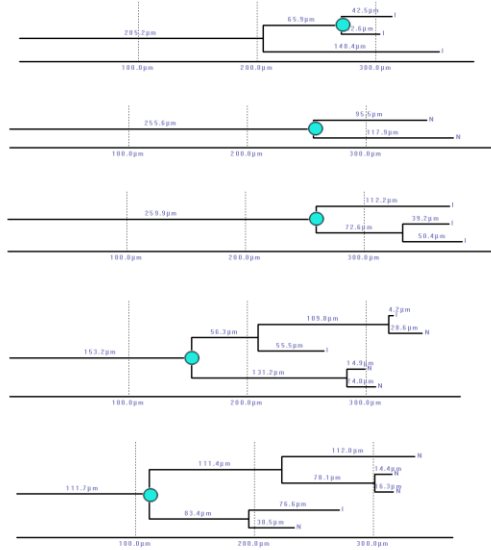 42.5µm I
65.9µm
2.6µm I
205.2µm
148.4µm I
100.0µm 200.0µm 300.0µm
95.5µm N
255.6µm
117.9µm N
100.0µm 200.0µm 300.0µm
112.2µm I
259.9µm
39.2µm I
72.6µm
50.4µm I
100.0µm 200.0µm 300.0µm
4.2µm
I
109.8µm
28.6µm N
56.3µm
55.5µm I
153.2µm
14.9µm N
131.2µm
24.0µm N
100.0µm 200.0µm 300.0µm
112.8µm N
111.4µm
14.4µm N
78.1µm
16.3µm N
111.7µm
76.6µm I
83.4µm
38.5µm N
100.0µm 200.0µm 300.0µm